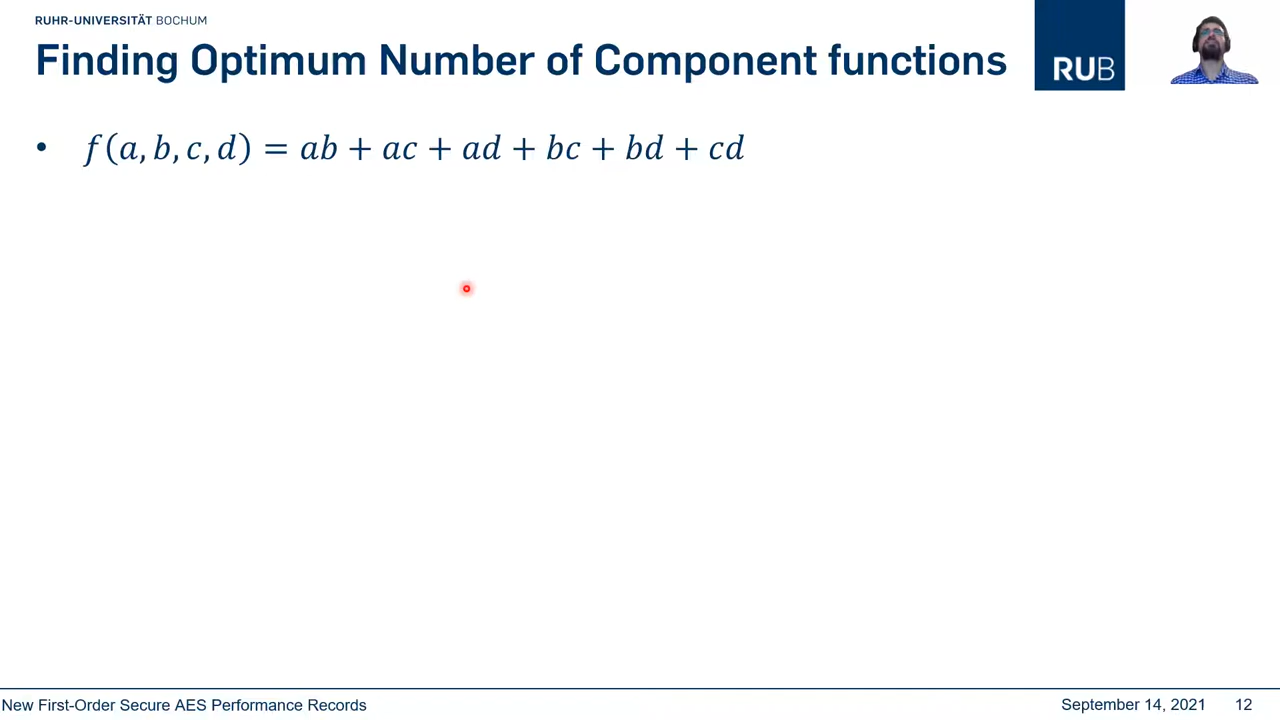 RUHR-UNIVERSITÄT BOCHUM
Finding Optimum Number of Component functions
RUB
• f(a, b, c, d) = ab + ac + ad + bc + bd + cd
New First-Order Secure AES Performance Records
September 14, 2021 12